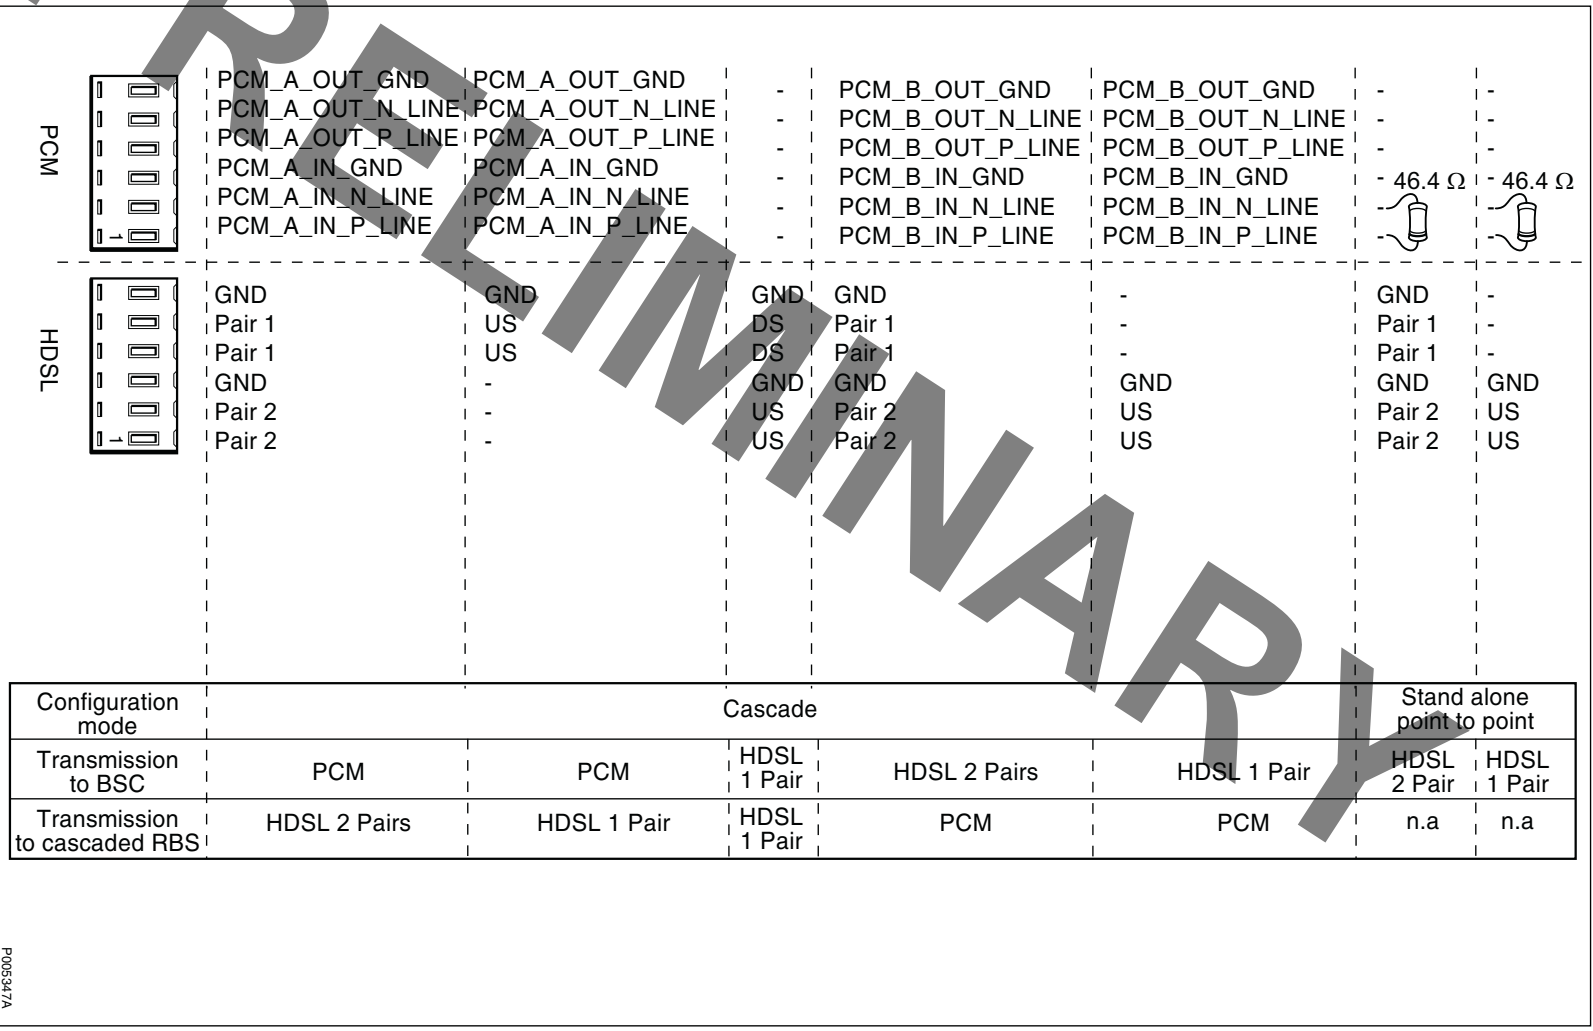 PRELIMINARY
PCM
1
PCM_A_OUT_GND PCM_A_OUT_GND - PCM_B_OUT_GND PCM_B_OUT_GND - -
PCM_A_OUT_N_LINE PCM_A_OUT_N_LINE - PCM_B_OUT_N_LINE PCM_B_OUT_N_LINE - -
PCM_A_OUT_P_LINE PCM_A_OUT_P_LINE - PCM_B_OUT_P_LINE PCM_B_OUT_P_LINE - -
PCM_A_IN_GND PCM_A_IN_GND - PCM_B_IN_GND PCM_B_IN_GND - 46.4 Ω - 46.4 Ω
PCM_A_IN_N_LINE PCM_A_IN_N_LINE - PCM_B_IN_N_LINE PCM_B_IN_N_LINE - -
PCM_A_IN_P_LINE PCM_A_IN_P_LINE - PCM_B_IN_P_LINE PCM_B_IN_P_LINE - -
HDSL
1
GND GND GND GND - GND -
Pair 1 US DS Pair 1 - Pair 1 -
Pair 1 US DS Pair 1 - Pair 1 -
GND - GND GND GND GND GND
Pair 2 - US Pair 2 US Pair 2 US
Pair 2 - US Pair 2 US Pair 2 US
Configuration
mode
Cascade
Stand alone
point to point
Transmission
to BSC
PCM
PCM
HDSL
1 Pair
HDSL 2 Pairs
HDSL 1 Pair
HDSL
2 Pair
HDSL
1 Pair
Transmission
to cascaded RBS
HDSL 2 Pairs
HDSL 1 Pair
HDSL
1 Pair
PCM
PCM
n.a
n.a
P005347A